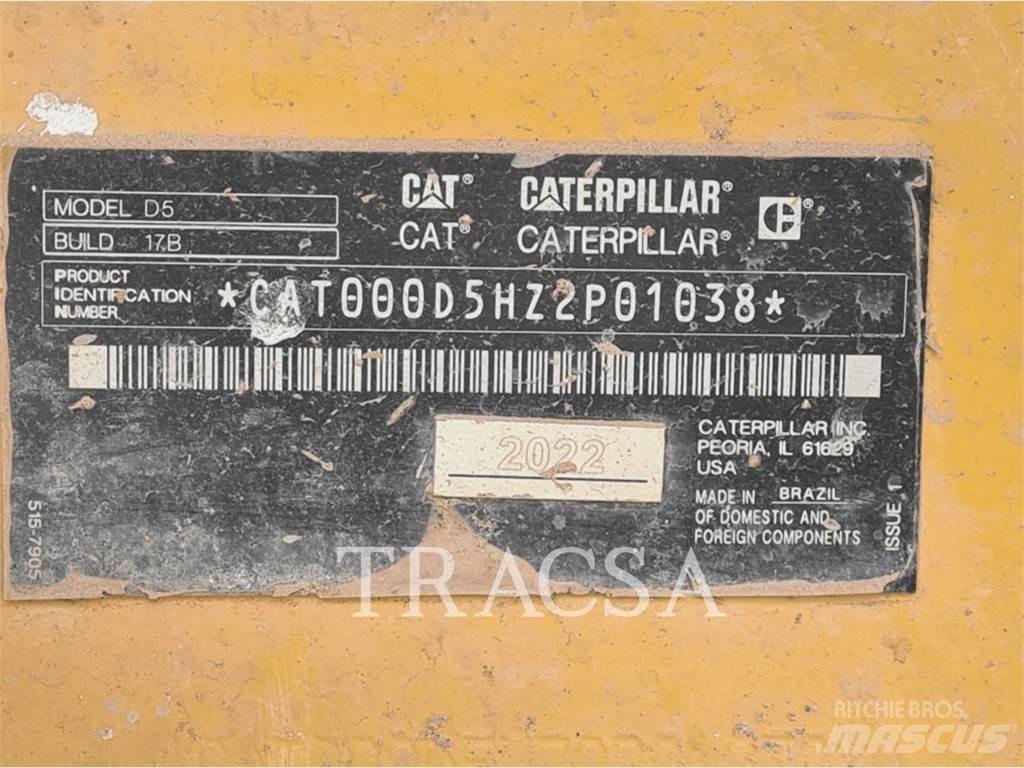 CAT® CATERPILLAR®
CAT® CATERPILLAR®
MODEL D5
BUILD 17B
PRODUCT
IDENTIFICATION
NUMBER
*CAT000D5HZ2P01038*
2022
CATERPILLAR INC.
PEORIA, IL 61629
USA
MADE IN BRAZIL
OF DOMESTIC AND
FOREIGN COMPONENTS
ISSUE 1
515-7905
TRACSA
RITCHIE BROS.
MASCUS